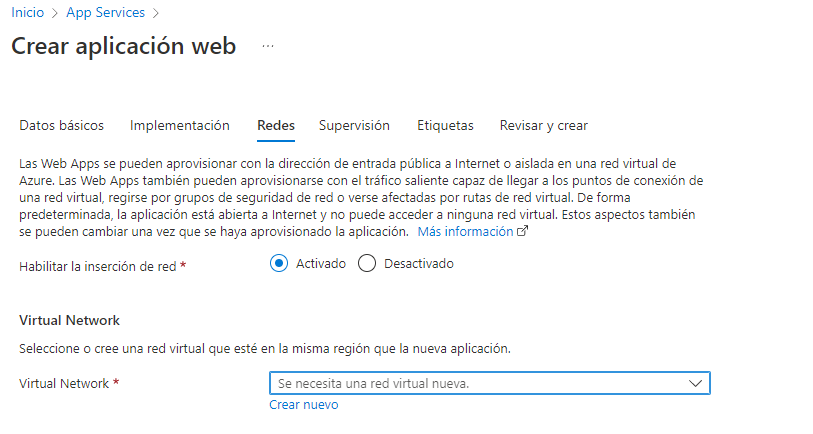 Inicio > App Services >
Crear aplicación web ...
Datos básicos Implementación Redes Supervisión Etiquetas Revisar y crear
Las Web Apps se pueden aprovisionar con la dirección de entrada pública a Internet o aislada en una red virtual de
Azure. Las Web Apps también pueden aprovisionarse con el tráfico saliente capaz de llegar a los puntos de conexión de
una red virtual, regirse por grupos de seguridad de red o verse afectadas por rutas de red virtual. De forma
predeterminada, la aplicación está abierta a Internet y no puede acceder a ninguna red virtual. Estos aspectos también
se pueden cambiar una vez que se haya aprovisionado la aplicación. Más información
Habilitar la inserción de red * Activado Desactivado
Virtual Network
Seleccione o cree una red virtual que esté en la misma región que la nueva aplicación.
Virtual Network * Se necesita una red virtual nueva.
Crear nuevo